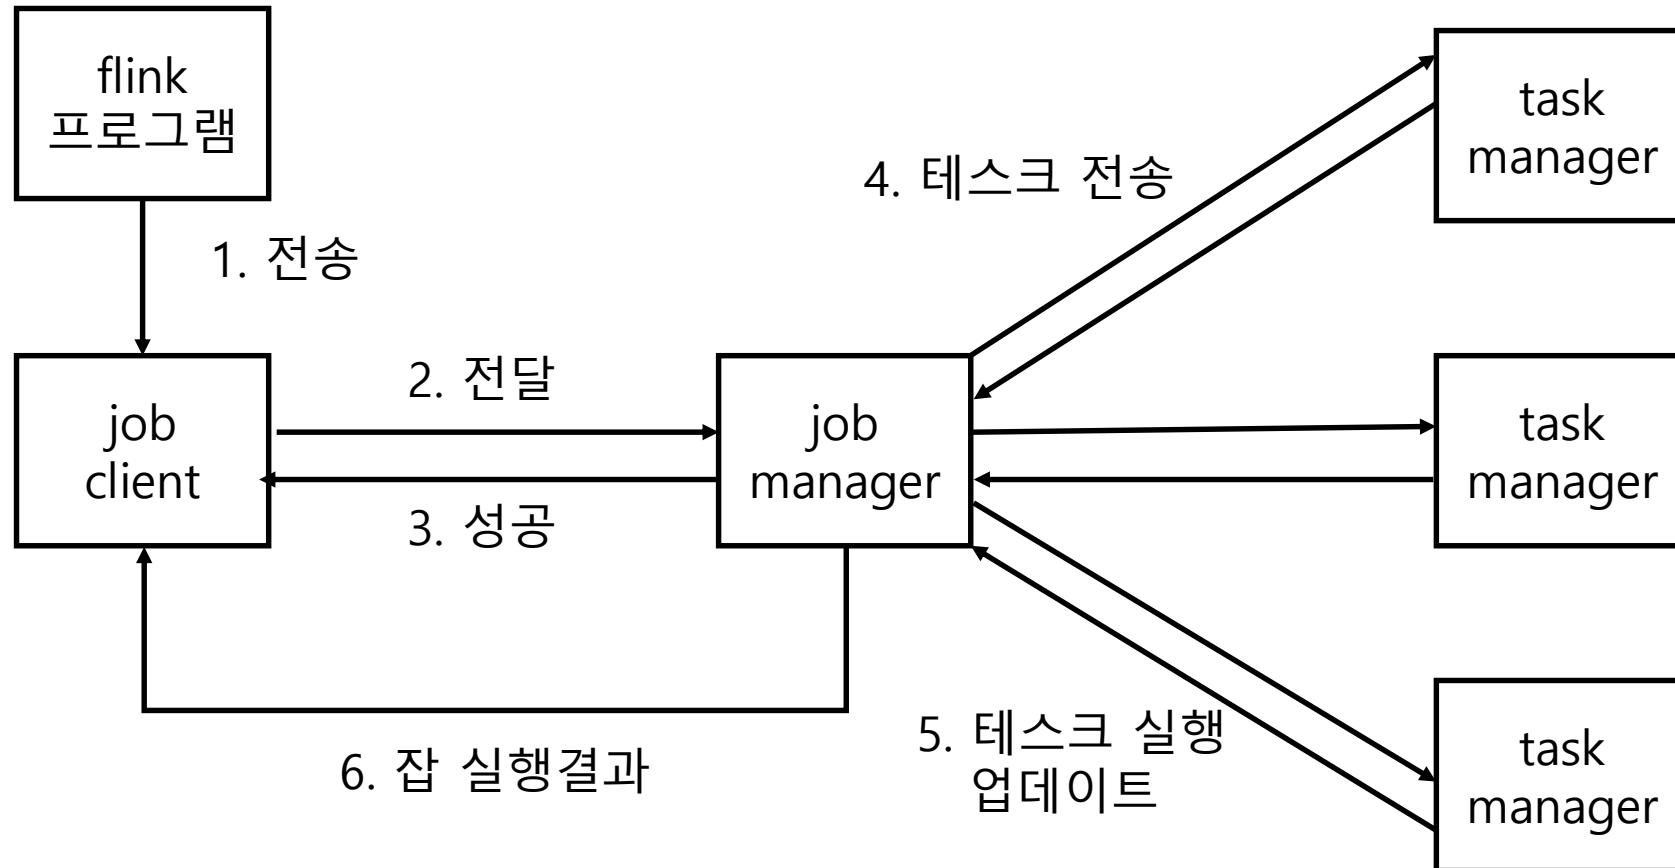 flink
프로그램
task
manager
4. 테스크 전송
1. 전송
2. 전달
job
client
job
manager
task
manager
3. 성공
5. 테스크 실행
업데이트
6. 잡 실행결과
task
manager